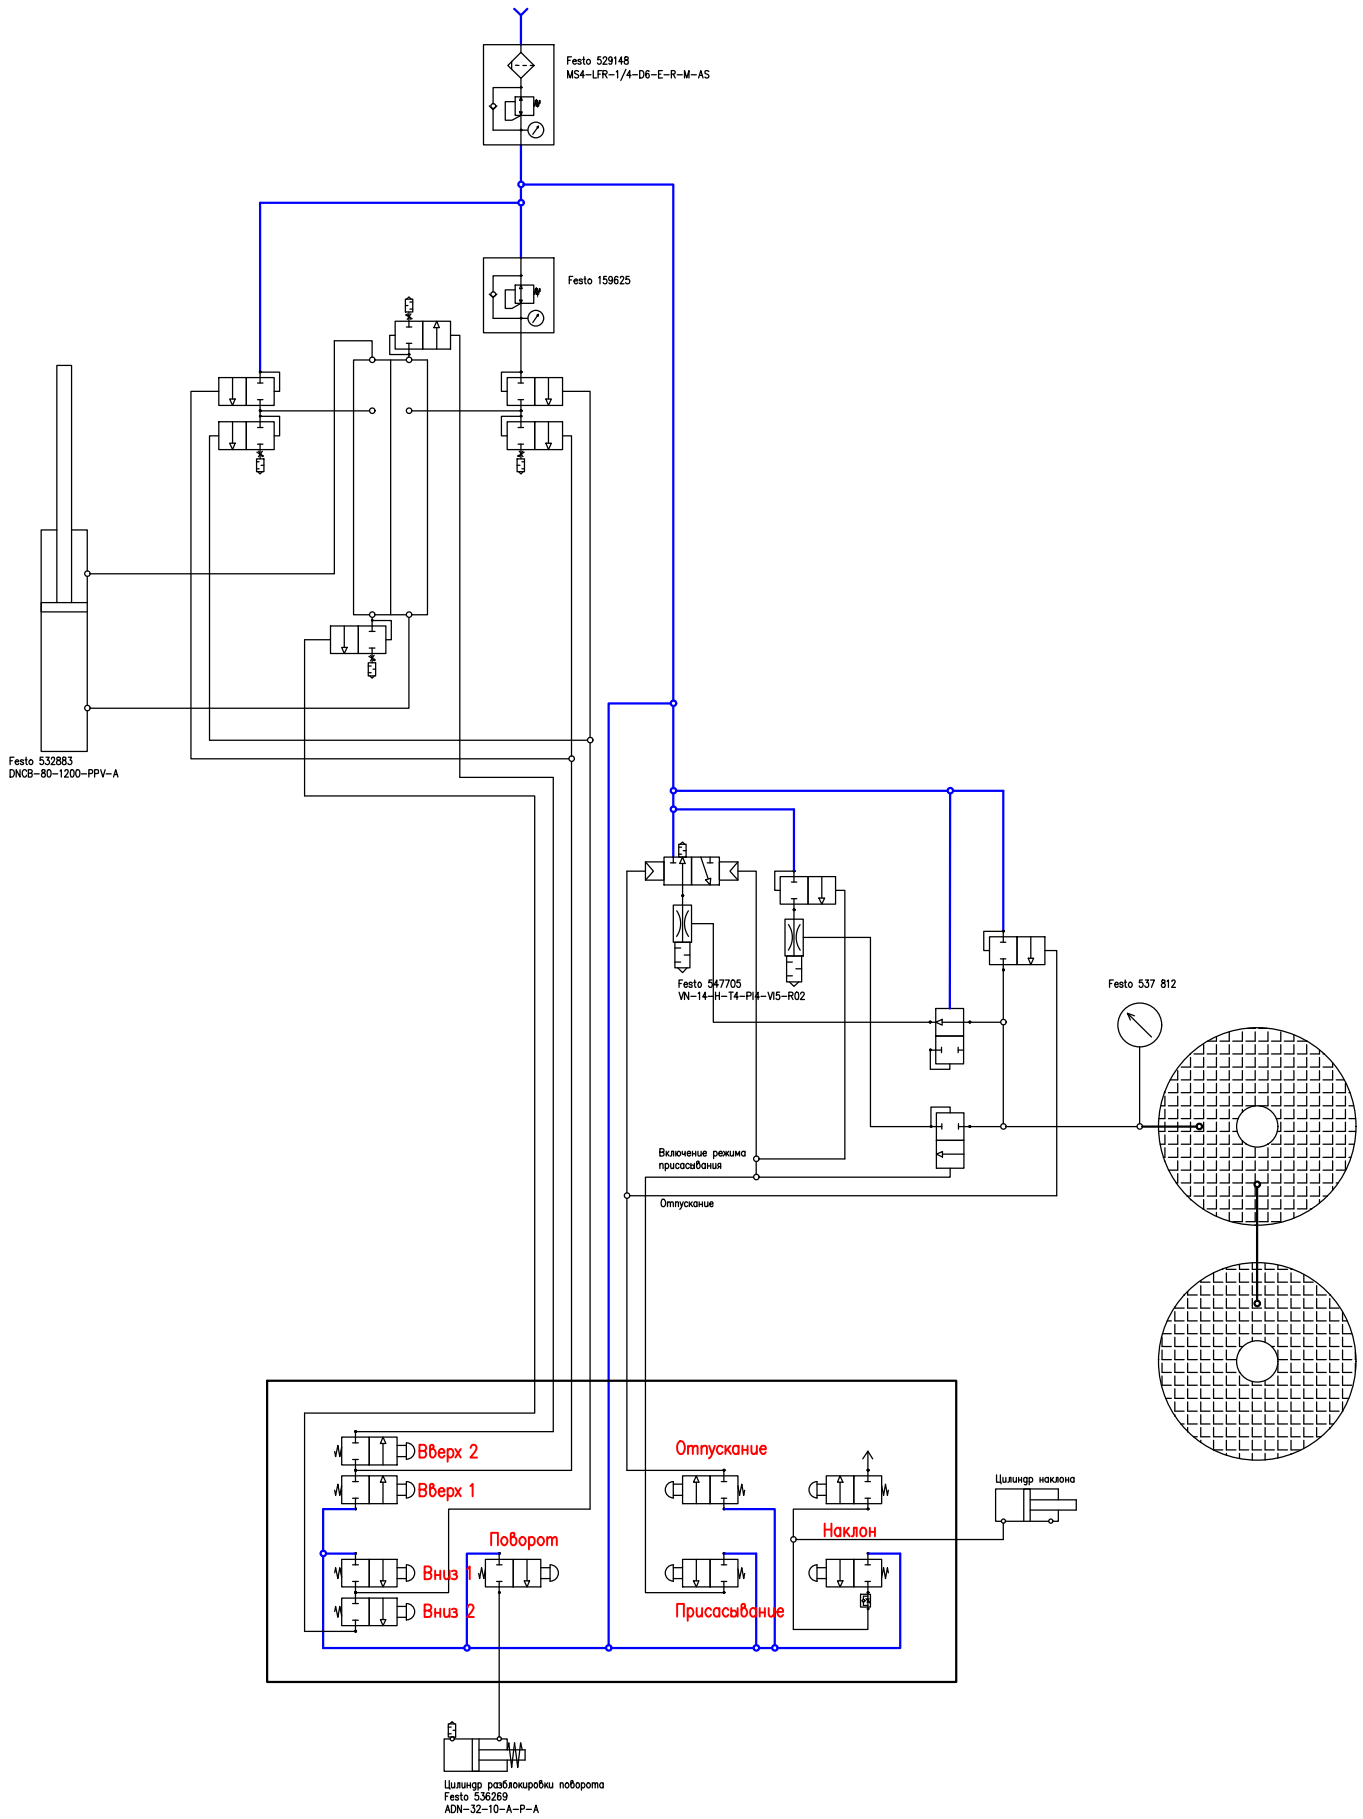 Festo 529148
MS4-LFR-1/4-D6-E-R-M-AS
Festo 159625
Festo 532883
DNCB-80-1200-PPV-A
Festo 547705
VN-14-H-T4-PI4-VI5-RO2
Festo 537 812
Включение режима
присасывания
Отпускание
Вверх 2
Вверх 1
Отпускание
Цилиндр наклона
Поворот
Наклон
Вниз 1
Вниз 2
Присасывание
Цилиндр разблокировки поворота
Festo 536269
ADN-32-10-A-P-A